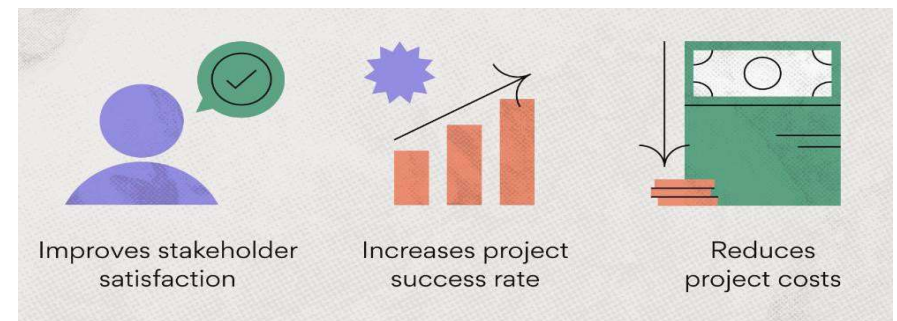 Improves stakeholder
satisfaction
Increases project
success rate
Reduces
project costs